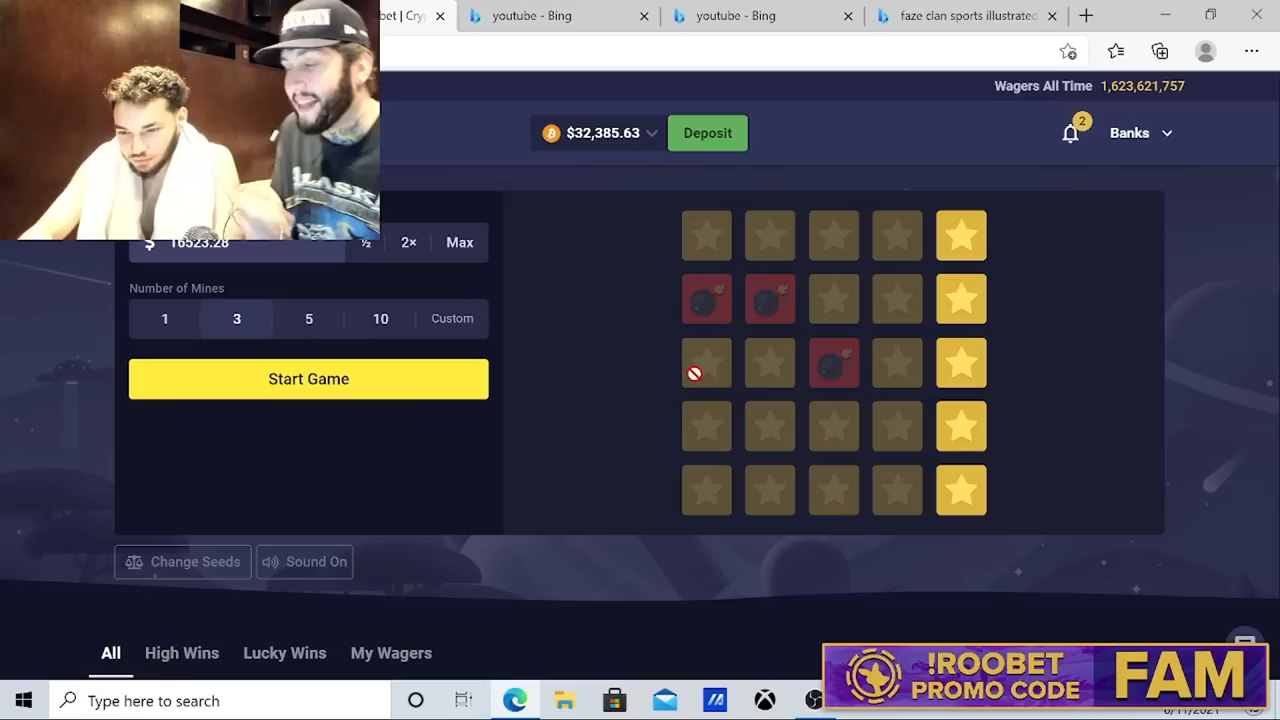 bet | Cry
youtube - Bing
youtube - Bing
faze clan sports illustrated
Wagers All Time 1,623,621,757
$32,385.63
Deposit
2
Banks
$ 16523.28 ½ 2× Max
Number of Mines
1 3 5 10 Custom
Start Game
Change Seeds
Sound On
All High Wins Lucky Wins My Wagers
!ROOBET
PROMO CODE
FAM
Type here to search
6/11/2021